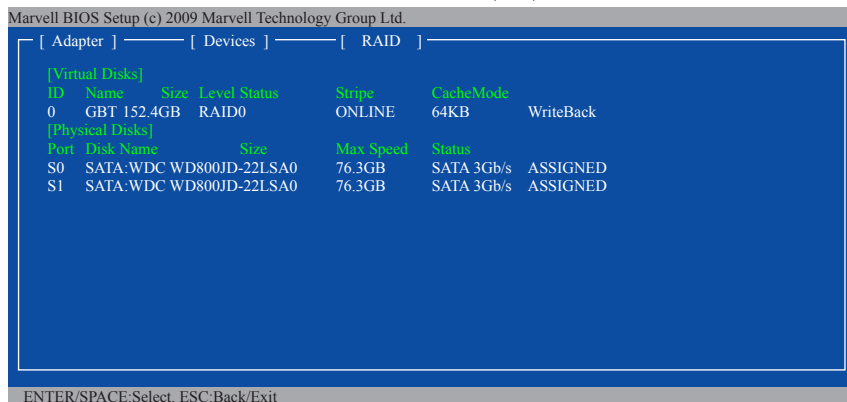 Marvell BIOS Setup (c) 2009 Marvell Technology Group Ltd.
[ Adapter ] [ Devices ] [ RAID ]
[Virtual Disks]
ID Name Size Level Status Stripe CacheMode
0 GBT 152.4GB RAID0 ONLINE 64KB WriteBack
[Physical Disks]
Port Disk Name Size Max Speed Status
S0 SATA:WDC WD800JD-22LSA0 76.3GB SATA 3Gb/s ASSIGNED
S1 SATA:WDC WD800JD-22LSA0 76.3GB SATA 3Gb/s ASSIGNED
ENTER/SPACE:Select, ESC:Back/Exit